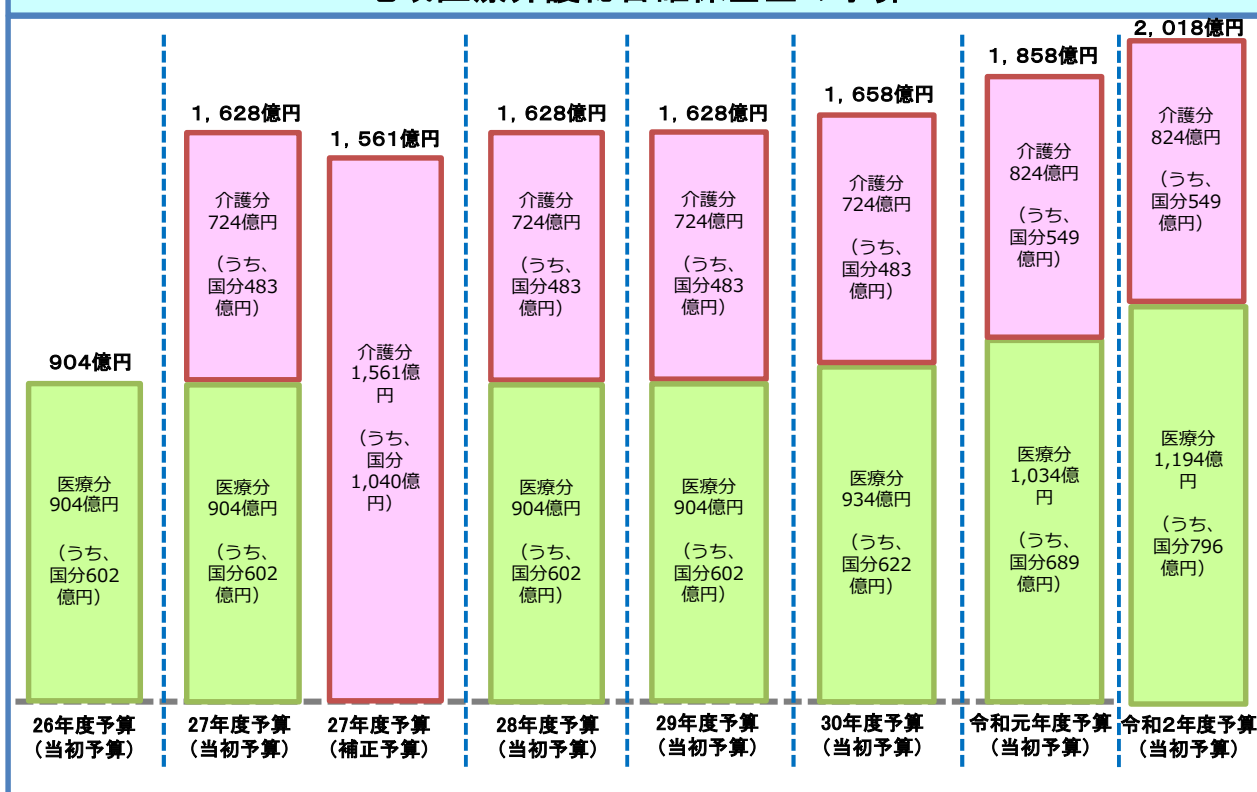 904億円
医療分
904億円
(うち、
国分602
億円)
26年度予算
(当初予算)
1,628億円
介護分
724億円
(うち、
国分483
億円)
医療分
904億円
(うち、
国分602
億円)
27年度予算
(当初予算)
1,561億円
介護分
1,561億
円
(うち、
国分
1,040億
円)
27年度予算
(補正予算)
1,628億円
介護分
724億円
(うち、
国分483
億円)
医療分
904億円
(うち、
国分602
億円)
28年度予算
(当初予算)
1,628億円
介護分
724億円
(うち、
国分483
億円)
医療分
904億円
(うち、
国分602
億円)
29年度予算
(当初予算)
1,658億円
介護分
724億円
(うち、
国分483
億円)
医療分
934億円
(うち、
国分622
億円)
30年度予算
(当初予算)
1,858億円
介護分
824億円
(うち、
国分549
億円)
医療分
1,034億
円
(うち、
国分689
億円)
令和元年度予算
(当初予算)
2,018億円
介護分
824億円
(うち、
国分549
億円)
医療分
1,194億
円
(うち、
国分796
億円)
令和2年度予算
(当初予算)